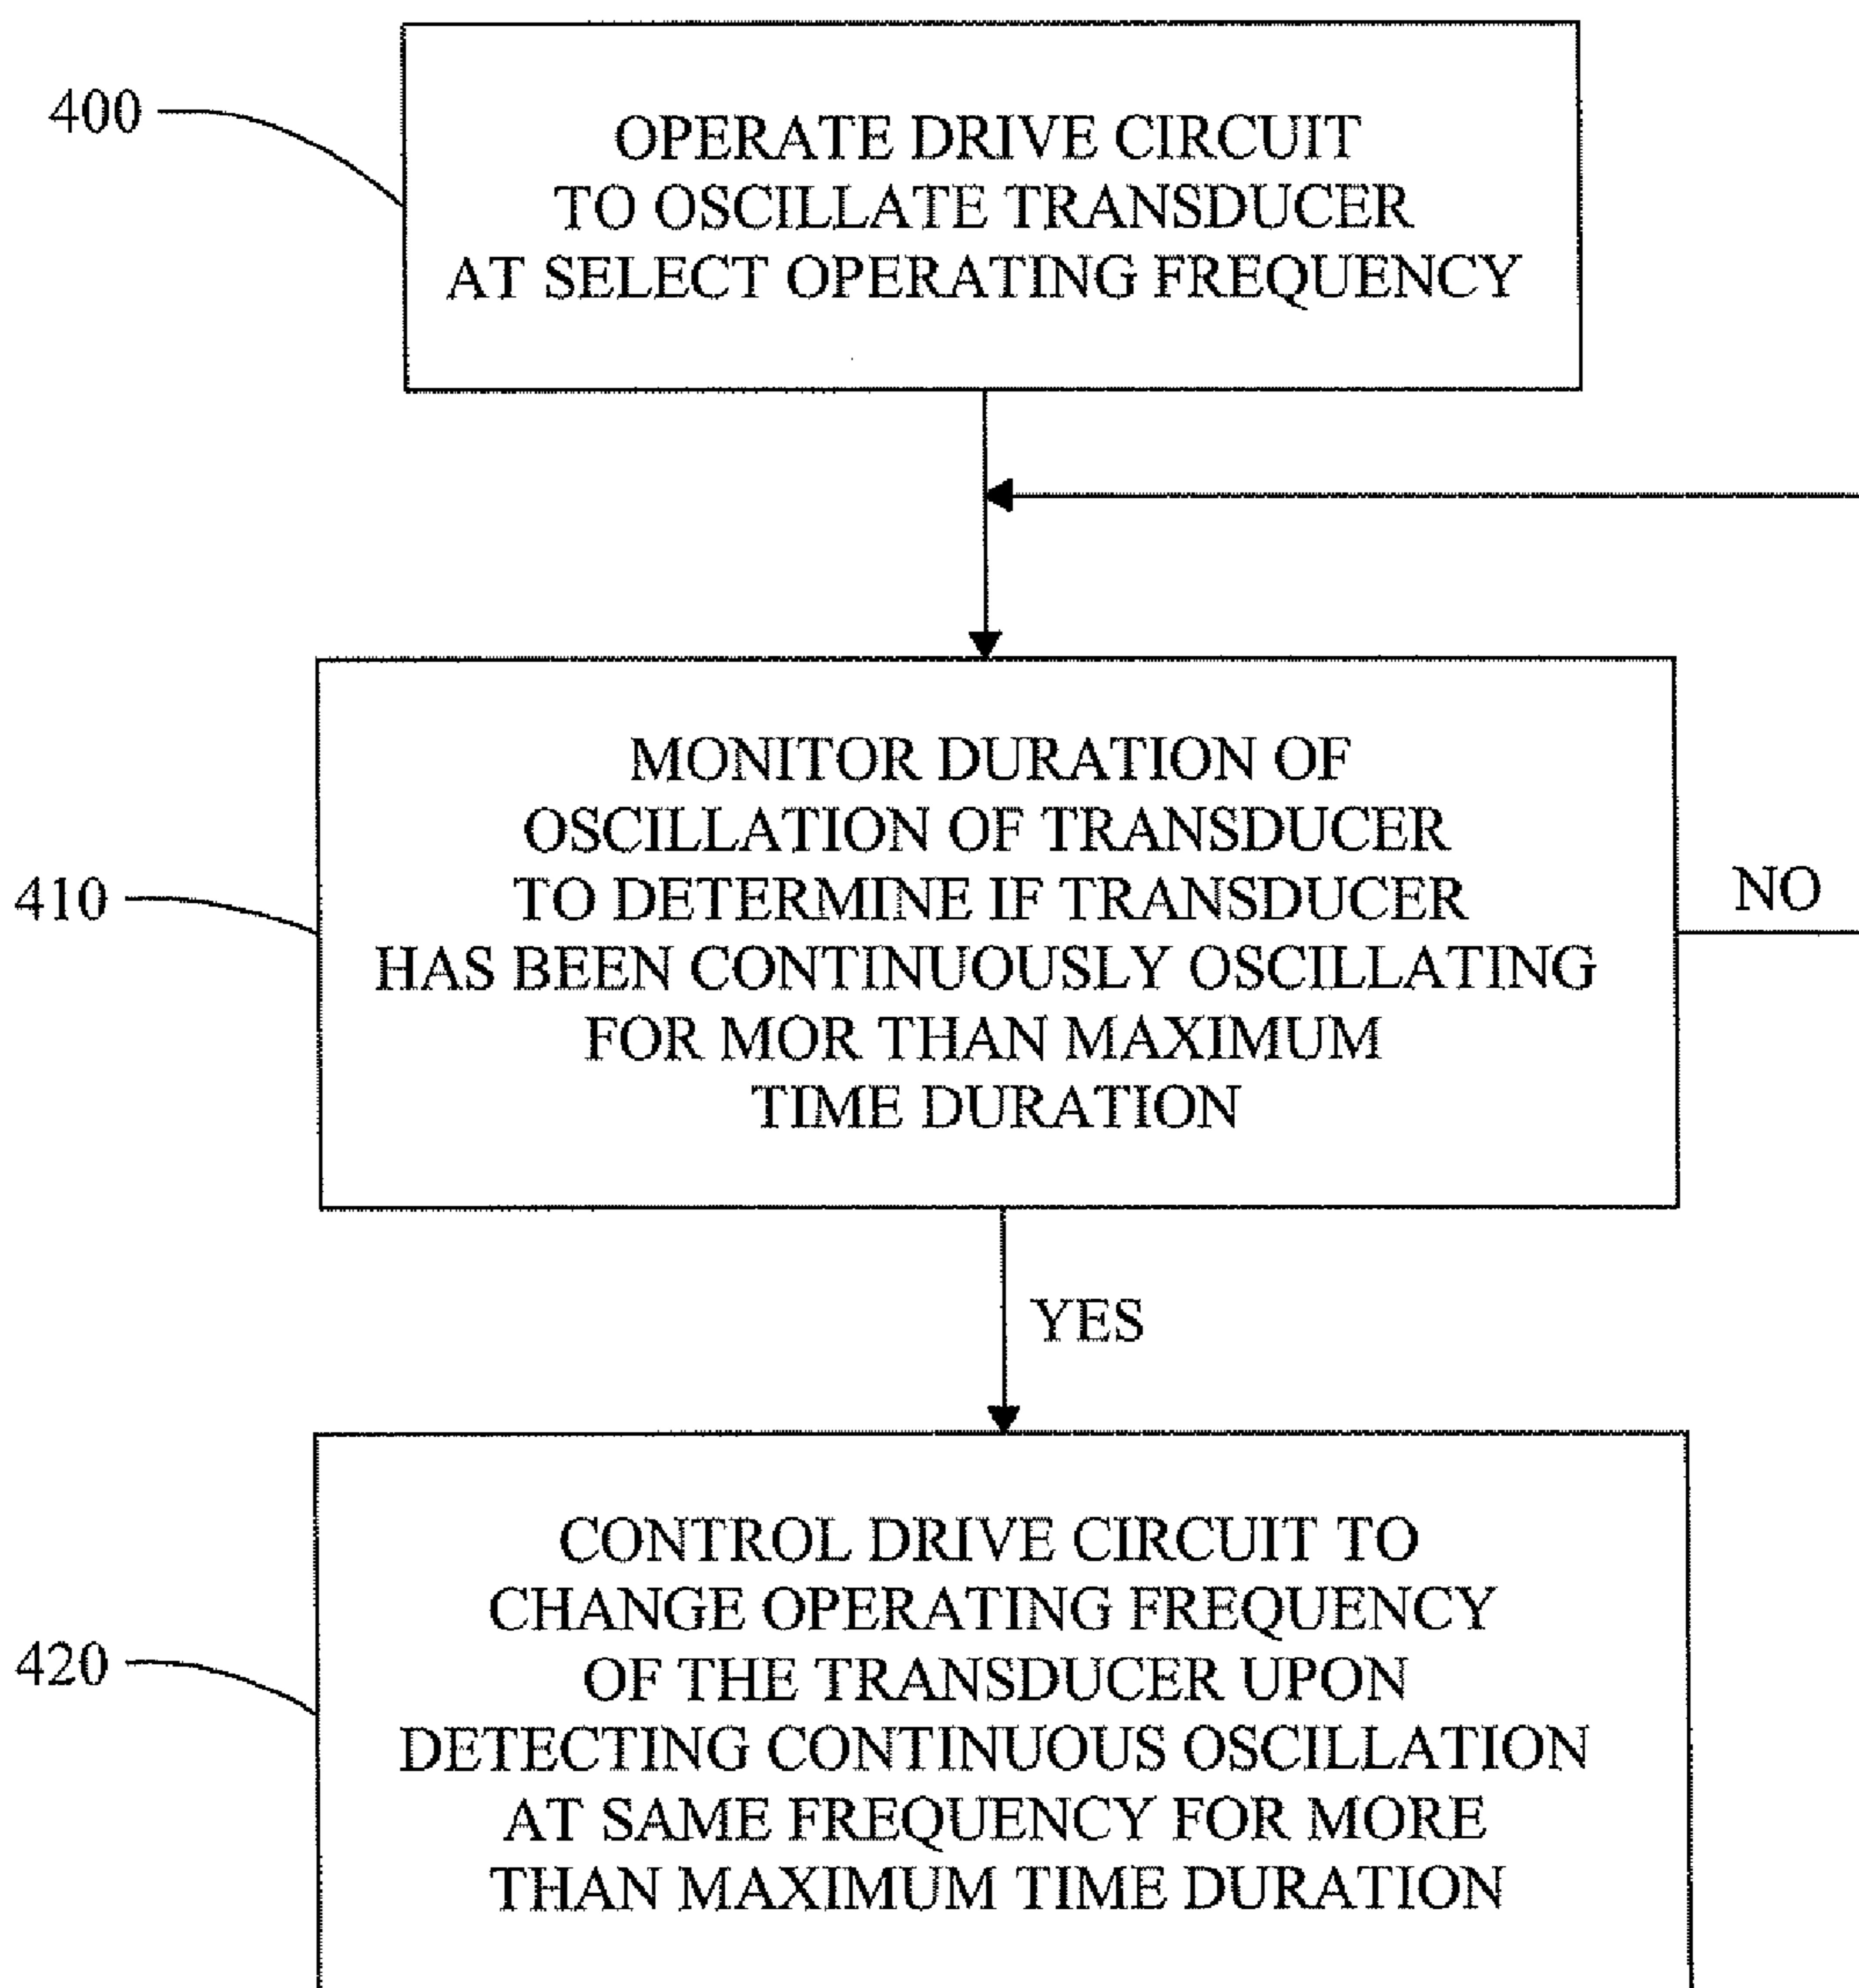 400
OPERATE DRIVE CIRCUIT
TO OSCILLATE TRANSDUCER
AT SELECT OPERATING FREQUENCY
410
MONITOR DURATION OF
OSCILLATION OF TRANSDUCER
TO DETERMINE IF TRANSDUCER
HAS BEEN CONTINUOUSLY OSCILLATING
FOR MOR THAN MAXIMUM
TIME DURATION
NO
YES
420
CONTROL DRIVE CIRCUIT TO
CHANGE OPERATING FREQUENCY
OF THE TRANSDUCER UPON
DETECTING CONTINUOUS OSCILLATION
AT SAME FREQUENCY FOR MORE
THAN MAXIMUM TIME DURATION